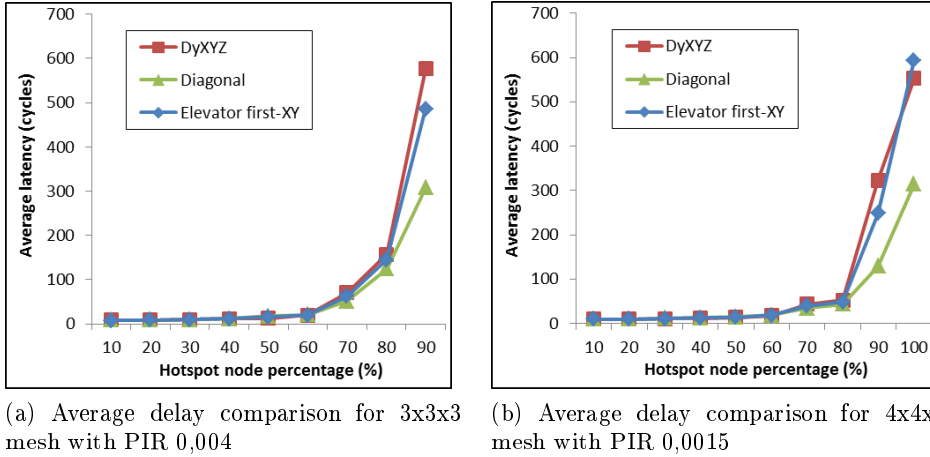 700
600
500
400
300
200
100
0
Average latency (cycles)
DyXYZ
Diagonal
Elevator first-XY
10 20 30 40 50 60 70 80 90
Hotspot node percentage (%)
(a) Average delay comparison for 3x3x3
mesh with PIR 0,004
700
600
500
400
300
200
100
0
Average latency (cycles)
DyXYZ
Diagonal
Elevator first-XY
10 20 30 40 50 60 70 80 90 100
Hotspot node percentage (%)
(b) Average delay comparison for 4x4x
mesh with PIR 0,0015